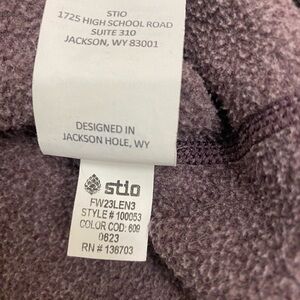 STIO
1725 HIGH SCHOOL ROAD
SUITE 310
JACKSON, WY 83001
DESIGNED IN
JACKSON HOLE, WY
stio
FW23LEN3
STYLE # 100053
COLOR COD: 609
0623
RN # 136703